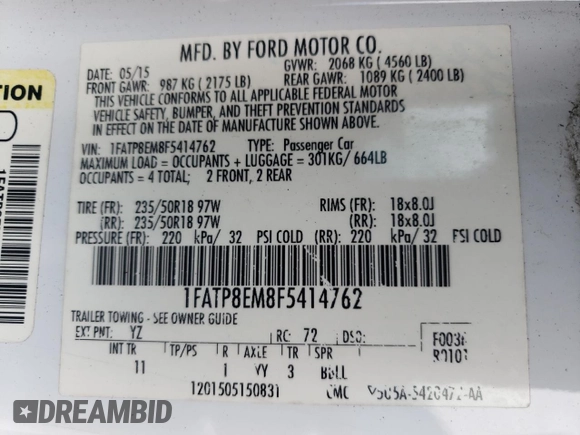 MFD. BY FORD MOTOR CO.
DATE: 05/15 GVWR: 2068 KG ( 4560 LB)
FRONT GAWR: 987 KG ( 2175 LB) REAR GAWR: 1089 KG ( 2400 LB)
THIS VEHICLE CONFORMS TO ALL APPLICABLE FEDERAL MOTOR
VEHICLE SAFETY, BUMPER, AND THEFT PREVENTION STANDARDS
IN EFFECT ON THE DATE OF MANUFACTURE SHOWN ABOVE.
VIN: 1FATP8EM8F5414762 TYPE: Passenger Car
MAXIMUM LOAD = OCCUPANTS + LUGGAGE = 301KG/ 664LB
OCCUPANTS = 4 TOTAL; 2 FRONT, 2 REAR
TIRE (FR): 235/50R18 97W RIMS (FR): 18x8.0J
(RR): 235/50R18 97W (RR): 18x8.0J
PRESSURE (FR): 220 kPa/ 32 PSI COLD (RR): 220 kPa/ 32 PSI COLD
1FATP8EM8F5414762
TRAILER TOWING - SEE OWNER GUIDE
EXT PNT: YZ RC: 72 DSO:
INT TR TP/PS R AXLE TR SPR
11 I VY 3 BBLL
1201505150831
TION
DREAMBID